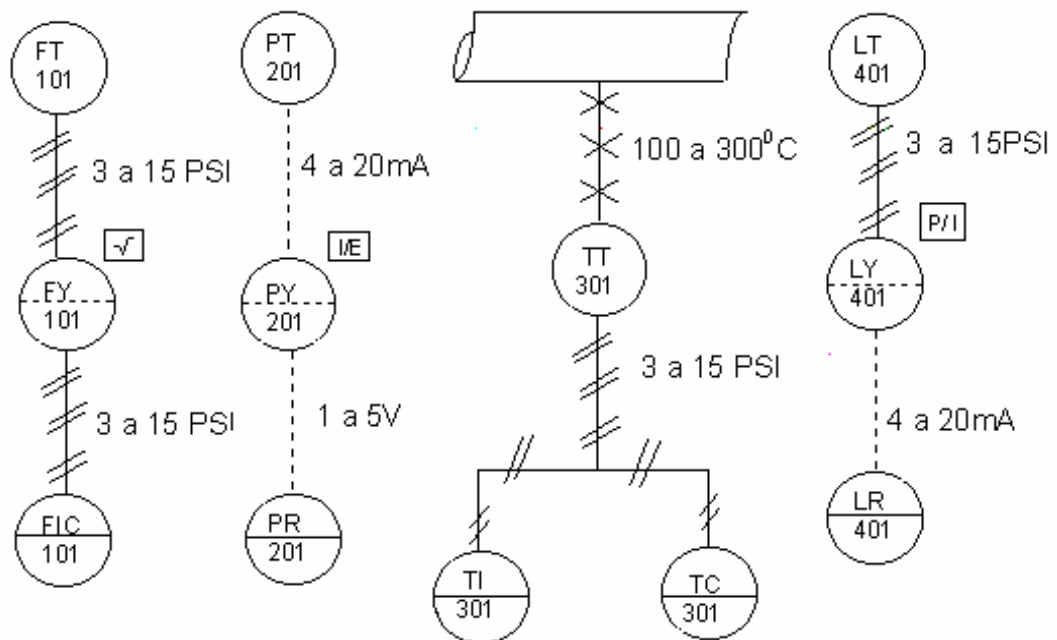 FT
101
3 a 15 PSI
√
FY
101
3 a 15 PSI
FIC
101
PT
201
4 a 20mA
I/E
PY
201
1 a 5V
PR
201
100 a 300⁰C
TT
301
3 a 15 PSI
TI
301
TC
301
LT
401
3 a 15PSI
P/I
LY
401
4 a 20mA
LR
401